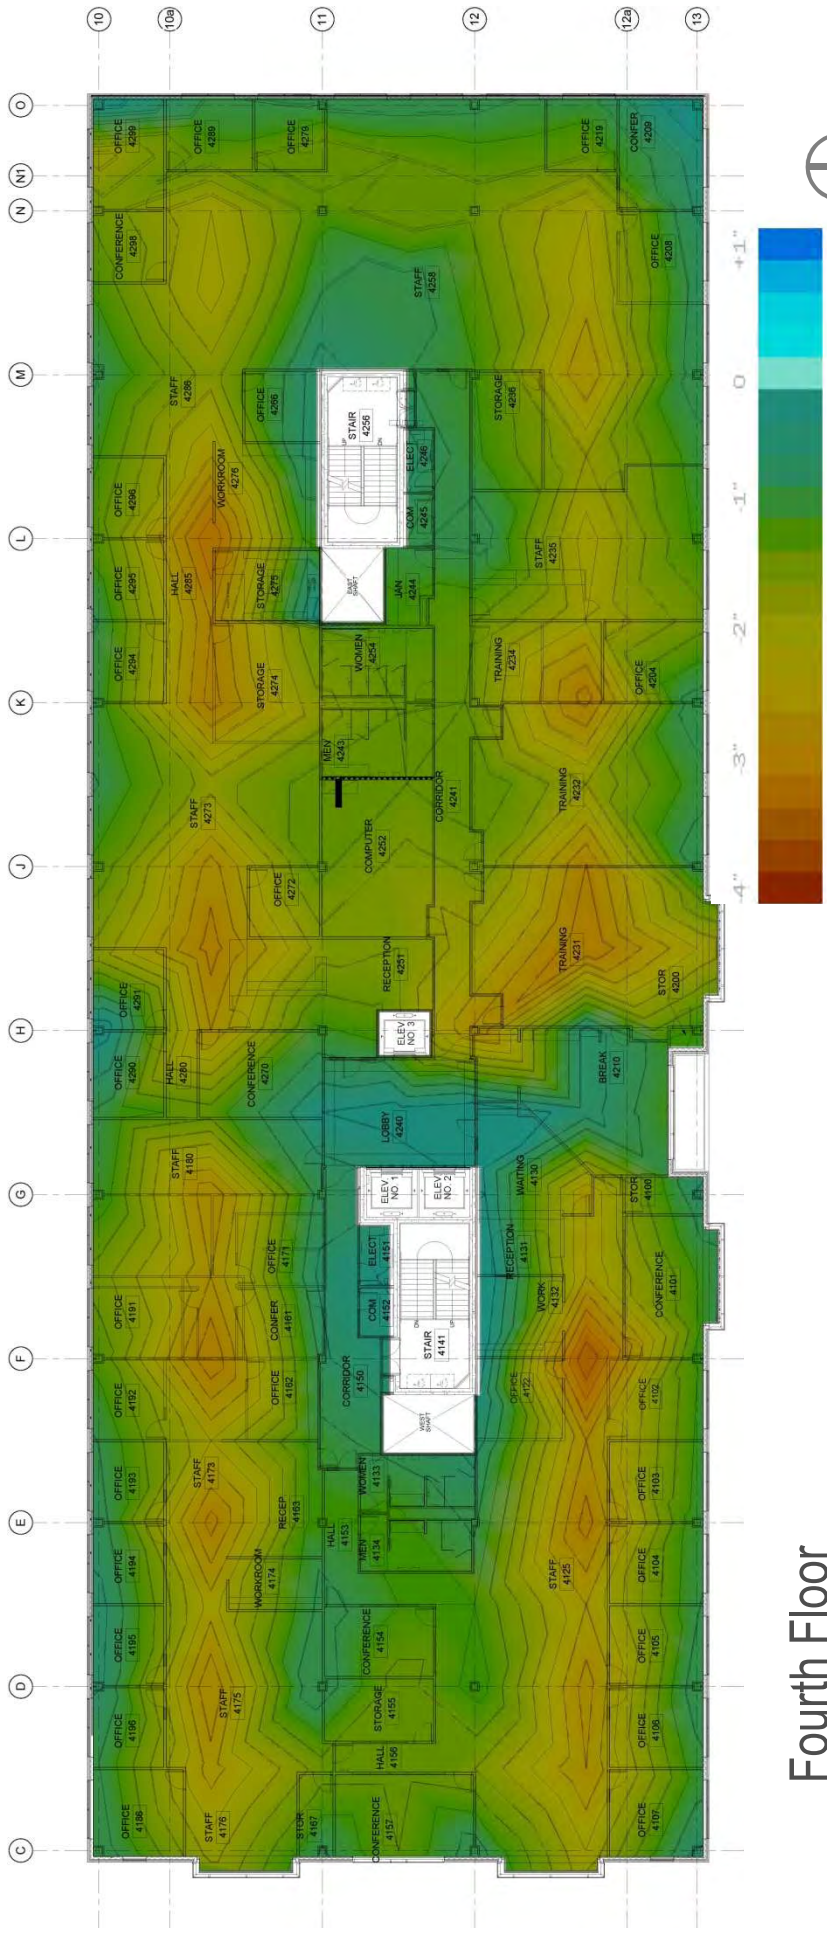 10
10a
11
12
12a
13
O
N1
N
M
L
K
J
H
G
F
E
D
C
OFFICE
4299
OFFICE
4289
OFFICE
4279
OFFICE
4219
CONFER
4209
CONFERENCE
4298
STAFF
4258
OFFICE
4208
STAFF
4286
OFFICE
4266
STAIR
4256
UP
DN
STORAGE
4236
OFFICE
4296
WORKROOM
4276
ELECT
4246
COM
4245
STAFF
4235
OFFICE
4295
HALL
4285
STORAGE
4275
EAST
SHAFT
JAN
4244
OFFICE
4294
STORAGE
4274
WOMEN
4254
TRAINING
4234
OFFICE
4204
MEN
4243
STAFF
4273
CORRIDOR
4241
TRAINING
4232
COMPUTER
4252
OFFICE
4272
OFFICE
4291
RECEPTION
4251
TRAINING
4231
STOR
4200
ELEV.
NO. 3
OFFICE
4290
HALL
4280
CONFERENCE
4270
BREAK
4210
LOBBY
4240
STAFF
4180
WAITING
4130
ELEV.
NO. 1
ELEV.
NO. 2
STOR
4100
OFFICE
4171
ELECT
4151
RECEPTION
4131
OFFICE
4191
CONFER
4161
COM
4152
WORK
4132
CONFERENCE
4101
STAIR
4141
DN
UP
OFFICE
4192
OFFICE
4162
CORRIDOR
4150
OFFICE
4122
OFFICE
4102
WEST
SHAFT
OFFICE
4193
STAFF
4173
WOMEN
4133
OFFICE
4103
RECEP.
4163
HALL
4153
MEN
4134
OFFICE
4194
WORKROOM
4174
STAFF
4125
OFFICE
4104
OFFICE
4195
CONFERENCE
4154
OFFICE
4105
OFFICE
4196
STAFF
4175
STORAGE
4155
OFFICE
4106
HALL
4156
OFFICE
4186
STAFF
4176
STOR
4167
CONFERENCE
4157
OFFICE
4107
+1"
0
-1"
-2"
-3"
-4"
Fourth Floor